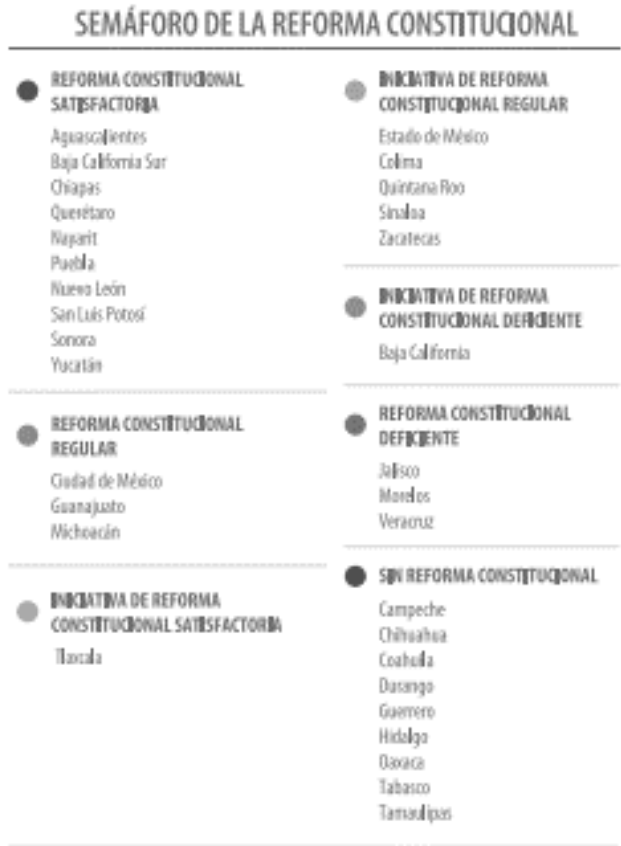 SEMÁFORO DE LA REFORMA CONSTITUCIONAL
REFORMA CONSTITUCIONAL
SATISFACTORIA
Aguascalientes
Baja California Sur
Chiapas
Querétaro
Nayarit
Puebla
Nuevo León
San Luis Potosí
Sonora
Yucatán
REFORMA CONSTITUCIONAL
REGULAR
Ciudad de México
Guanajuato
Michoacán
INICIATIVA DE REFORMA
CONSTITUCIONAL SATISFACTORIA
Tlaxcala
INICIATIVA DE REFORMA
CONSTITUCIONAL REGULAR
Estado de México
Colima
Quintana Roo
Sinaloa
Zacatecas
INICIATIVA DE REFORMA
CONSTITUCIONAL DEFICIENTE
Baja California
REFORMA CONSTITUCIONAL
DEFICIENTE
Jalisco
Morelos
Veracruz
SIN REFORMA CONSTITUCIONAL
Campeche
Chihuahua
Coahuila
Durango
Guerrero
Hidalgo
Oaxaca
Tabasco
Tamaulipas